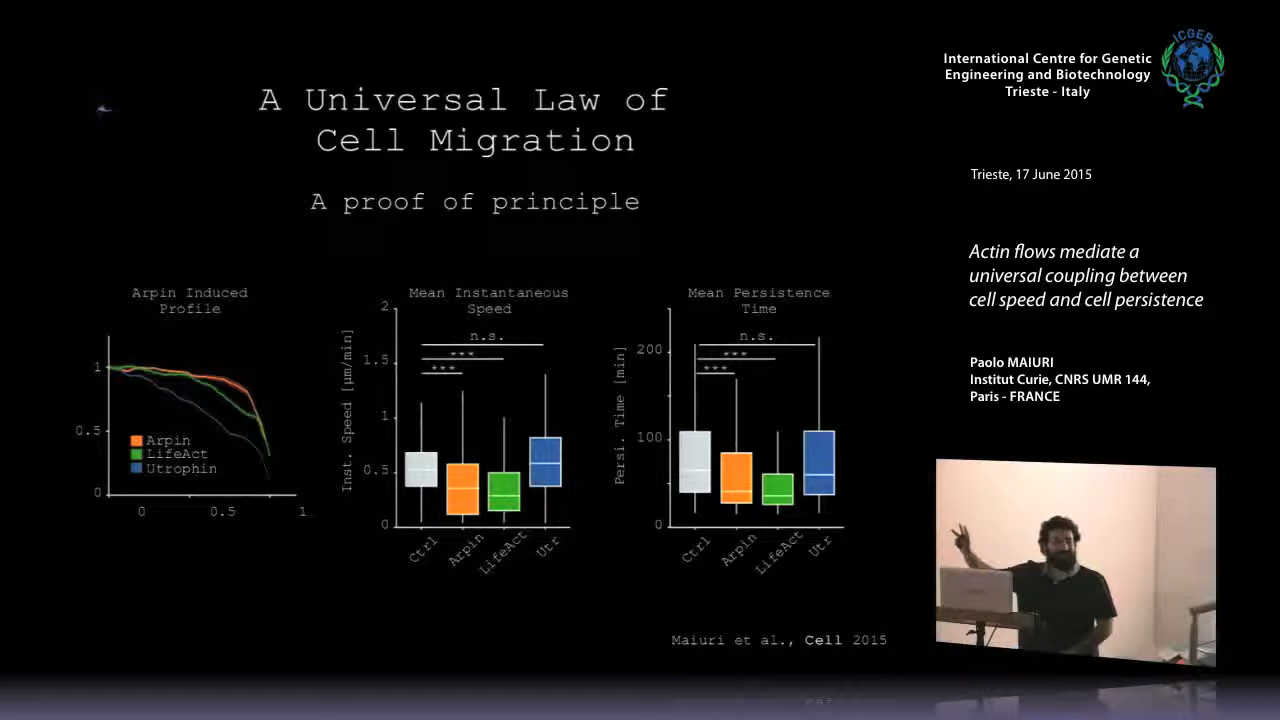 A Universal Law of
Cell Migration
A proof of principle
Arpin Induced
Profile
1
0.5
0
Arpin
LifeAct
Utrophin
0
0.5
1
Mean Instantaneous
Speed
Inst. Speed [µm/min]
2
1.5
1
0.5
0
n.s.
***
***
Ctrl
Arpin
LifeAct
Utr
Mean Persistence
Time
Persi. Time [min]
200
100
0
n.s.
***
***
Ctrl
Arpin
LifeAct
Utr
Maiuri et al., Cell 2015
International Centre for Genetic
Engineering and Biotechnology
Trieste - Italy
ICGEB
Trieste, 17 June 2015
Actin flows mediate a
universal coupling between
cell speed and cell persistence
Paolo MAIURI
Institut Curie, CNRS UMR 144,
Paris - FRANCE